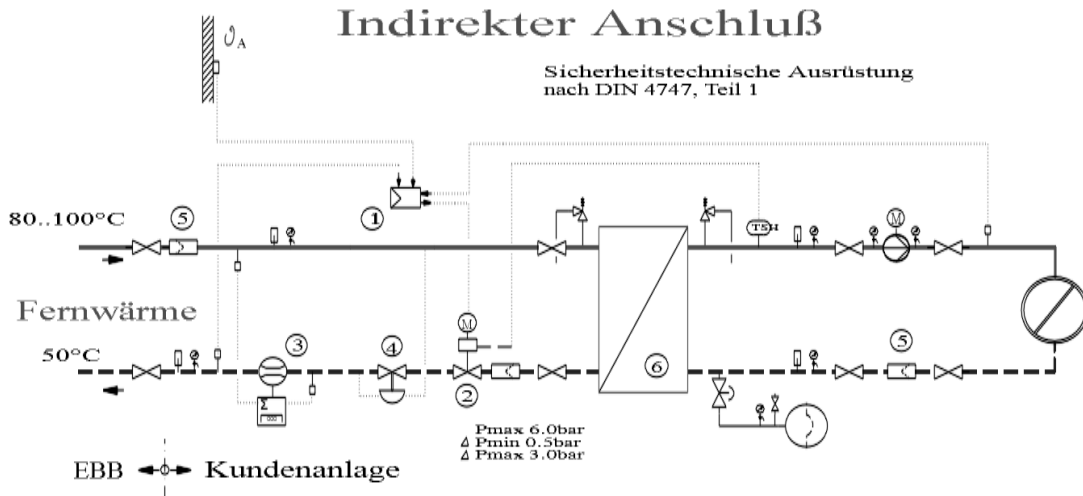 Indirekter Anschluß
ϑA
Sicherheitstechnische Ausrüstung
nach DIN 4747, Teil 1
1
80..100°C
5
TSH
M
Fernwärme
M
50°C
3
4
2
6
5
Σ
000
Pmax 6.0bar
Δ Pmin 0.5bar
Δ Pmax 3.0bar
EBB
Kundenanlage